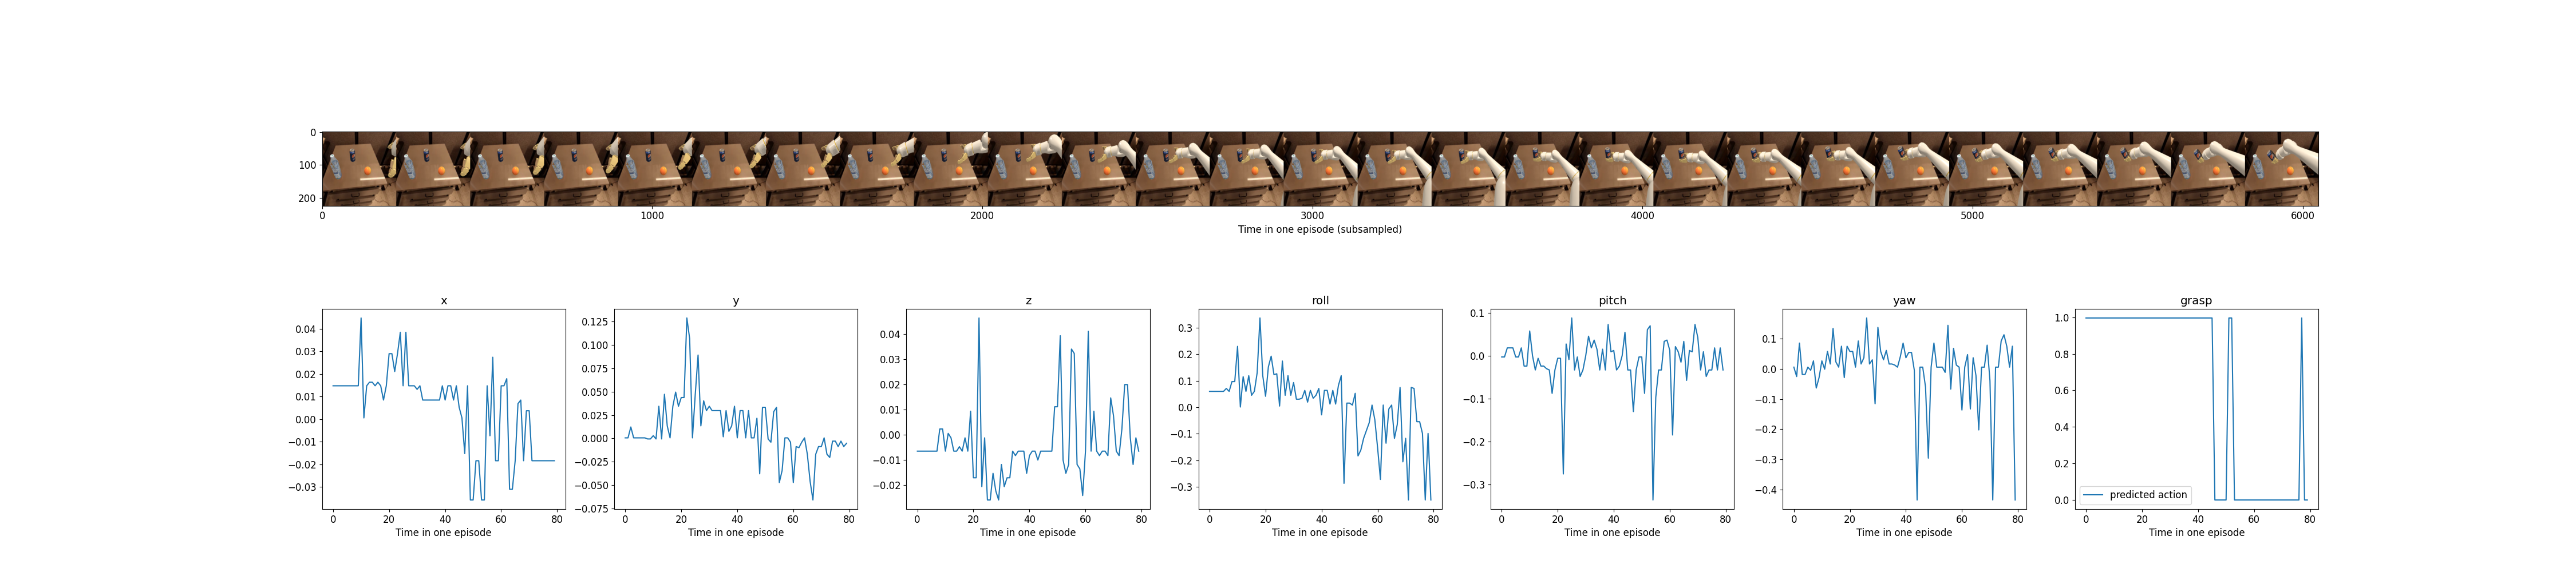 0
100
200
0 1000 2000 3000 4000 5000 6000
Time in one episode (subsampled)
x
0.04
0.03
0.02
0.01
0.00
−0.01
−0.02
−0.03
0 20 40 60 80
Time in one episode
y
0.125
0.100
0.075
0.050
0.025
0.000
−0.025
−0.050
−0.075
0 20 40 60 80
Time in one episode
z
0.04
0.02
0.00
−0.01
−0.02
0 20 40 60 80
Time in one episode
roll
0.3
0.2
0.1
0.0
−0.1
−0.2
−0.3
0 20 40 60 80
Time in one episode
pitch
0.1
0.0
−0.1
−0.2
−0.3
0 20 40 60 80
Time in one episode
yaw
0.1
0.0
−0.1
−0.2
−0.3
−0.4
0 20 40 60 80
Time in one episode
grasp
1.0
0.8
0.6
0.4
0.2
0.0
predicted action
0 20 40 60 80
Time in one episode